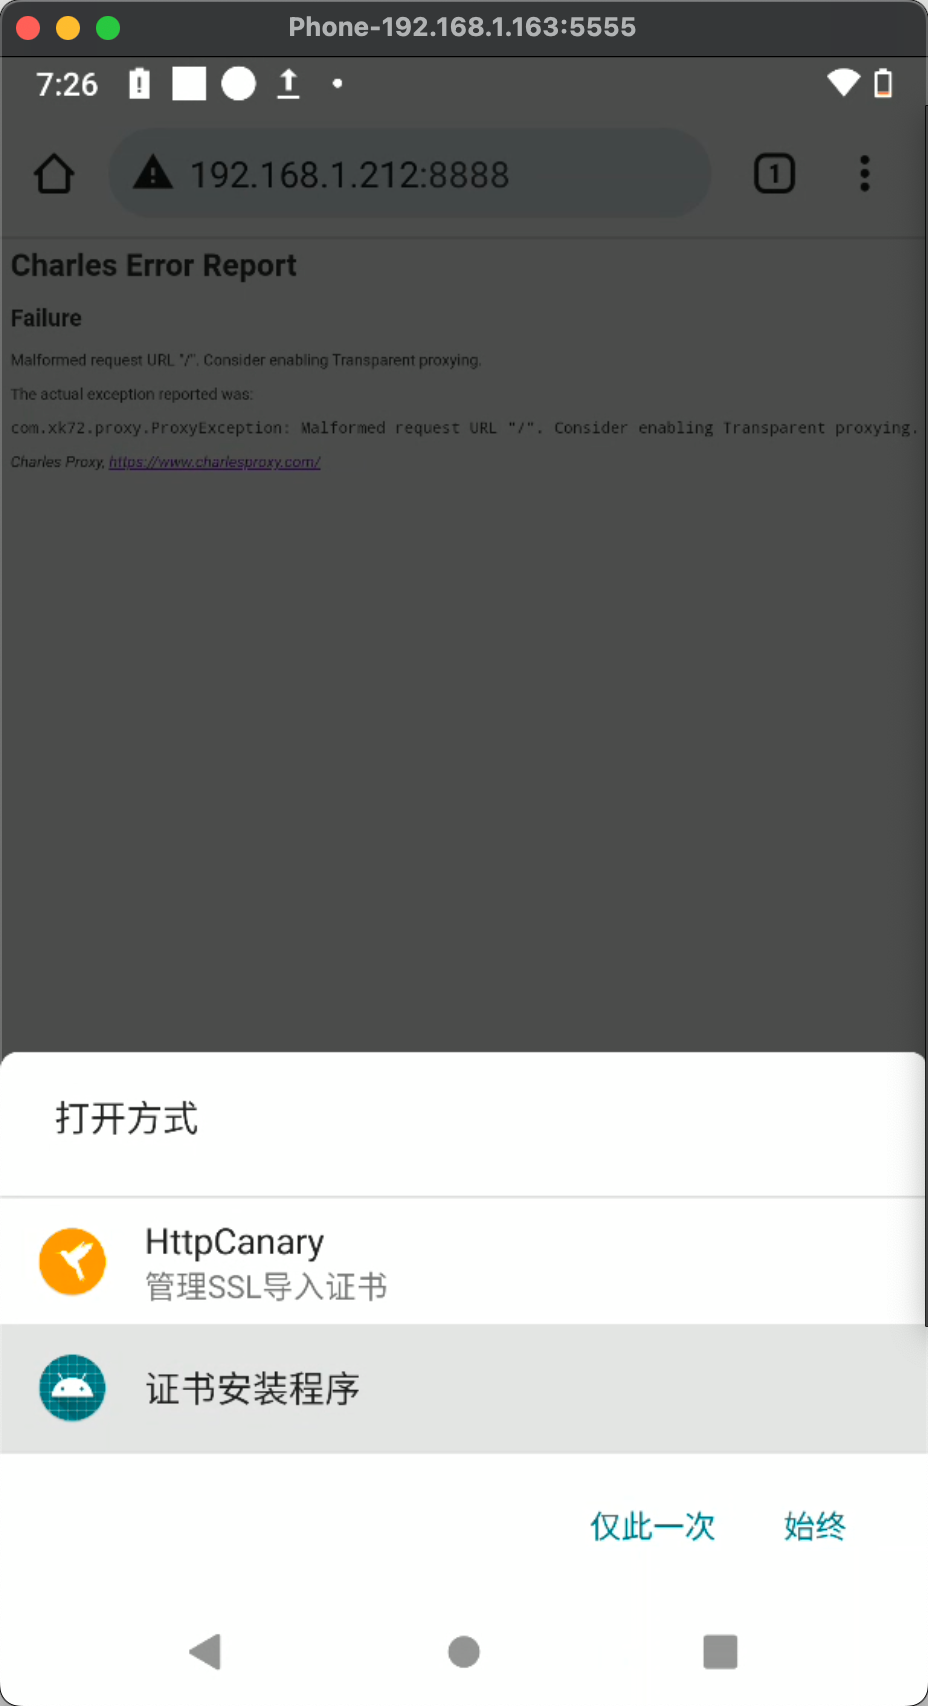 Phone-192.168.1.163:5555
7:26
192.168.1.212:8888
1
Charles Error Report
Failure
Malformed request URL "/". Consider enabling Transparent proxying.
The actual exception reported was:
com.xk72.proxy.ProxyException: Malformed request URL "/". Consider enabling Transparent proxying.
Charles Proxy, https://www.charlesproxy.com/
打开方式
HttpCanary
管理SSL导入证书
证书安装程序
仅此一次 始终